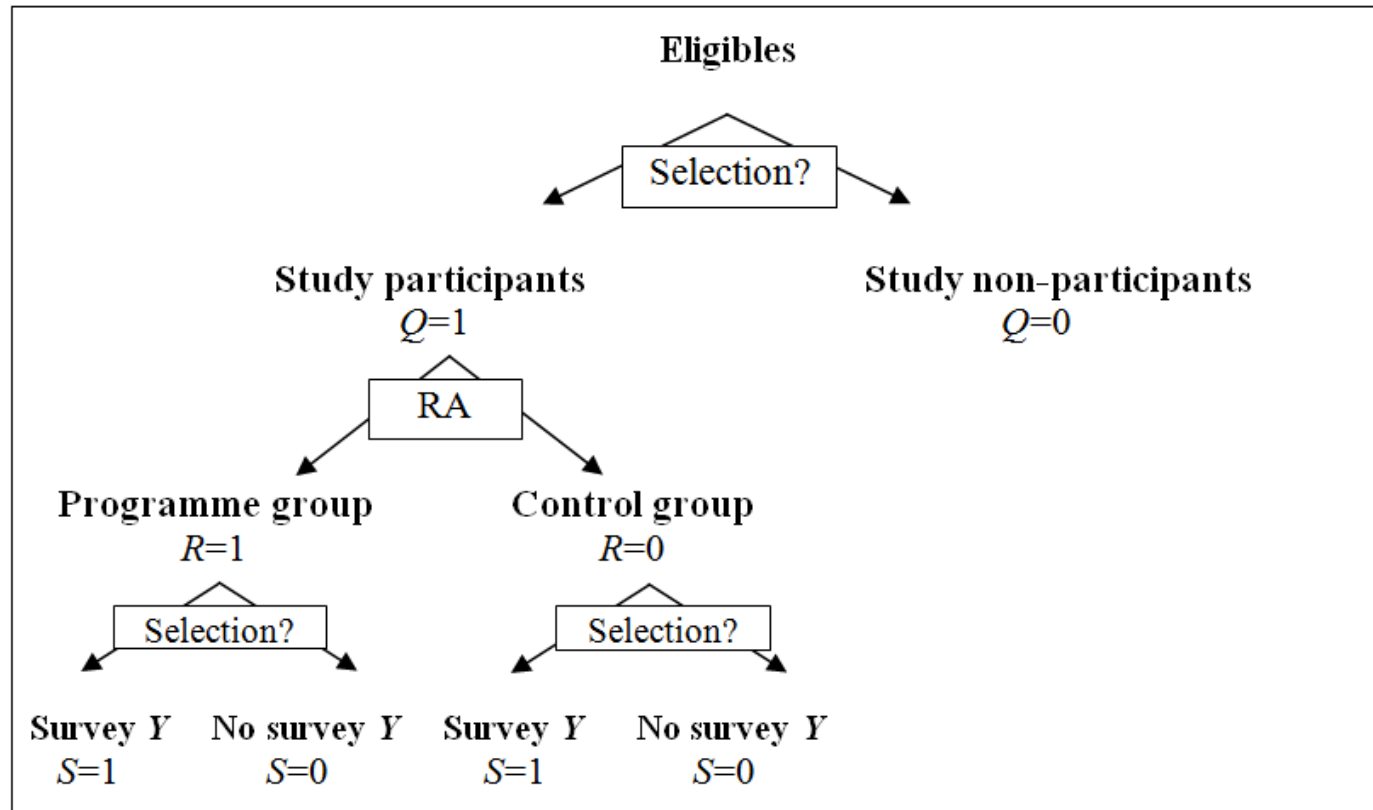 Eligibles
Selection?
Study participants Study non-participants
Q=1 Q=0
RA
Programme group Control group
R=1 R=0
Selection? Selection?
Survey Y No survey Y Survey Y No survey Y
S=1 S=0 S=1 S=0